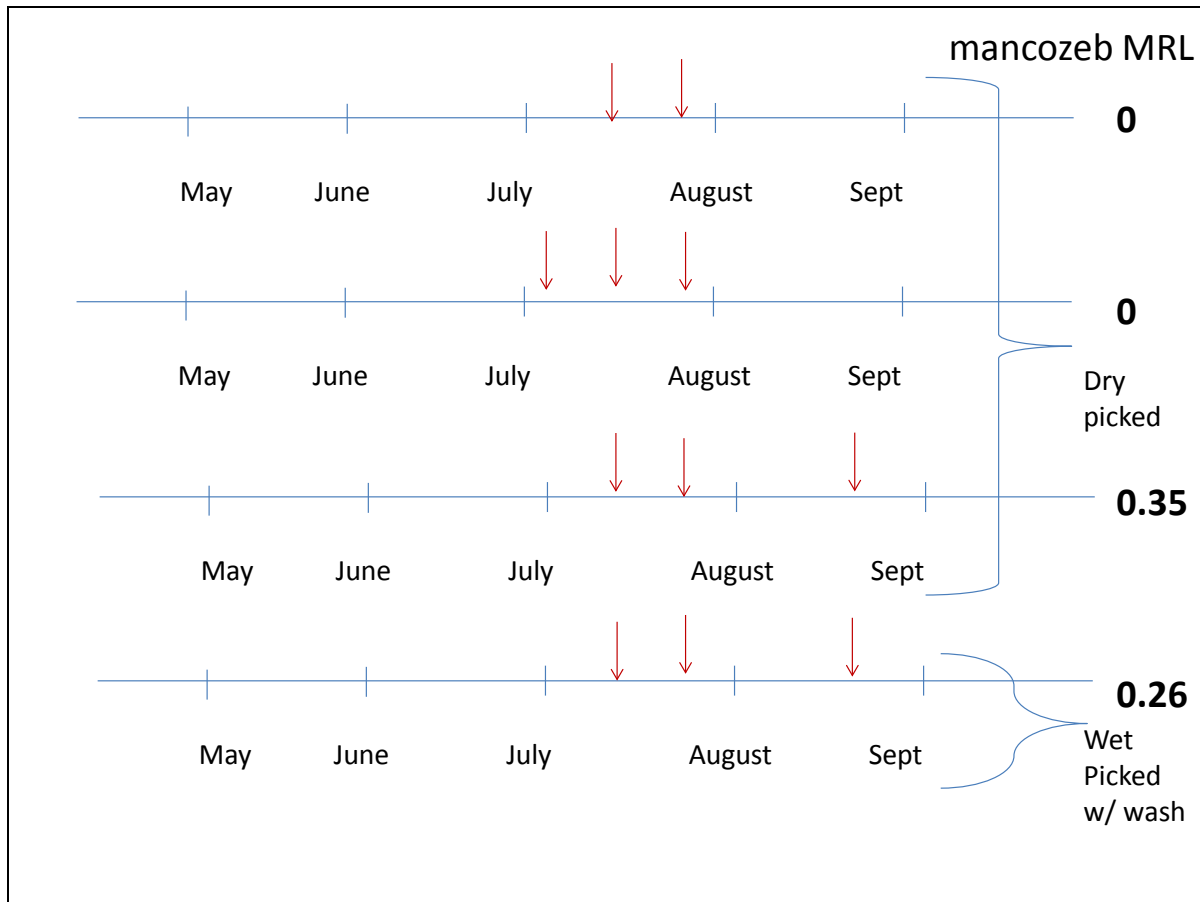 mancozeb MRL
0
May June July August Sept
0
May June July August Sept
Dry
picked
0.35
May June July August Sept
0.26
May June July August Sept
Wet
Picked
w/ wash